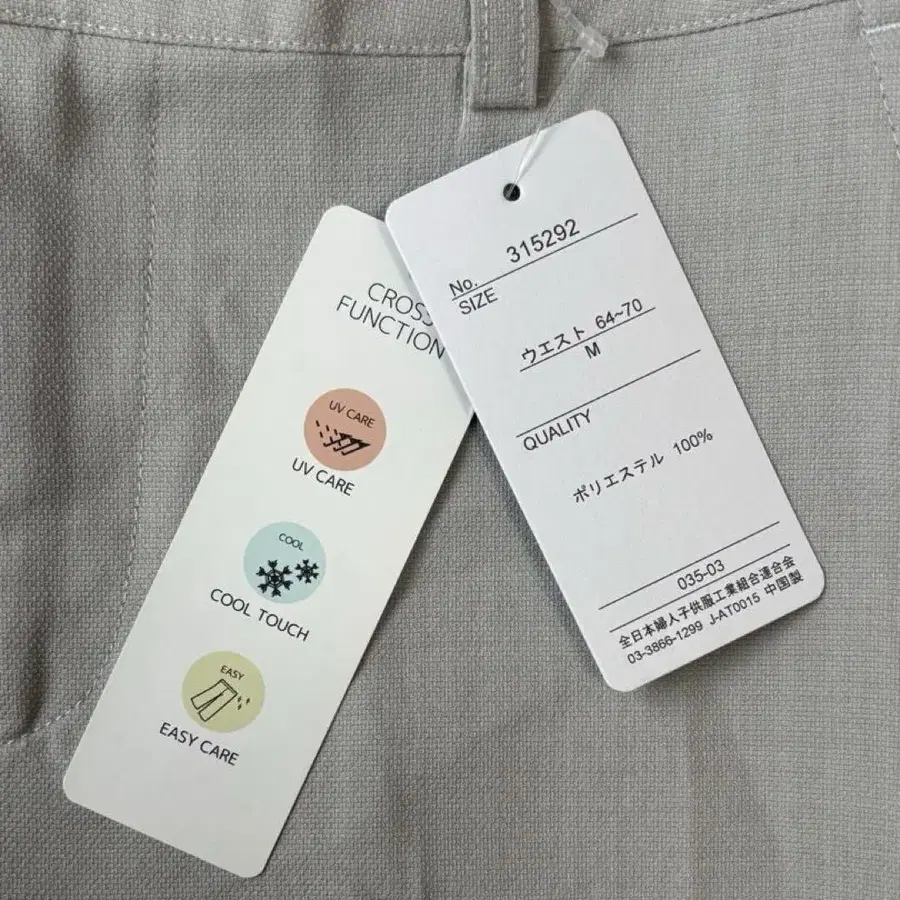 CROSS
FUNCTION
UV CARE
UV CARE
COOL
COOL TOUCH
EASY
EASY CARE
No. 315292
SIZE
ウエスト 64~70
M
QUALITY
ポリエステル 100%
035-03
全日本婦人子供服工業組合連合会
03-3866-1299 J-AT0015 中国製